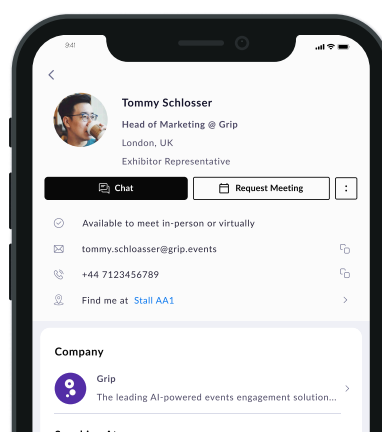 9:41
Tommy Schlosser
Head of Marketing @ Grip
London, UK
Exhibitor Representative
Chat
Request Meeting
Available to meet in-person or virtually
tommy.schloasser@grip.events
+44 7123456789
Find me at Stall AA1
Company
Grip
The leading AI-powered events engagement solution...